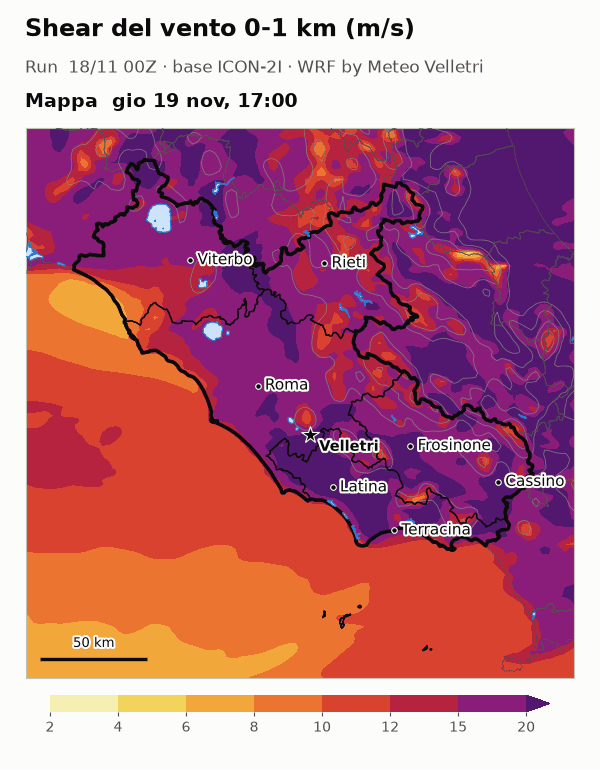 Shear del vento 0-1 km (m/s)
Run  18/11 00Z · base ICON-2I · WRF by Meteo Velletri
Mappa  gio 19 nov, 17:00
Viterbo
Rieti
Roma
Velletri
Frosinone
Latina
Cassino
Terracina
50 km
2 4 6 8 10 12 15 20